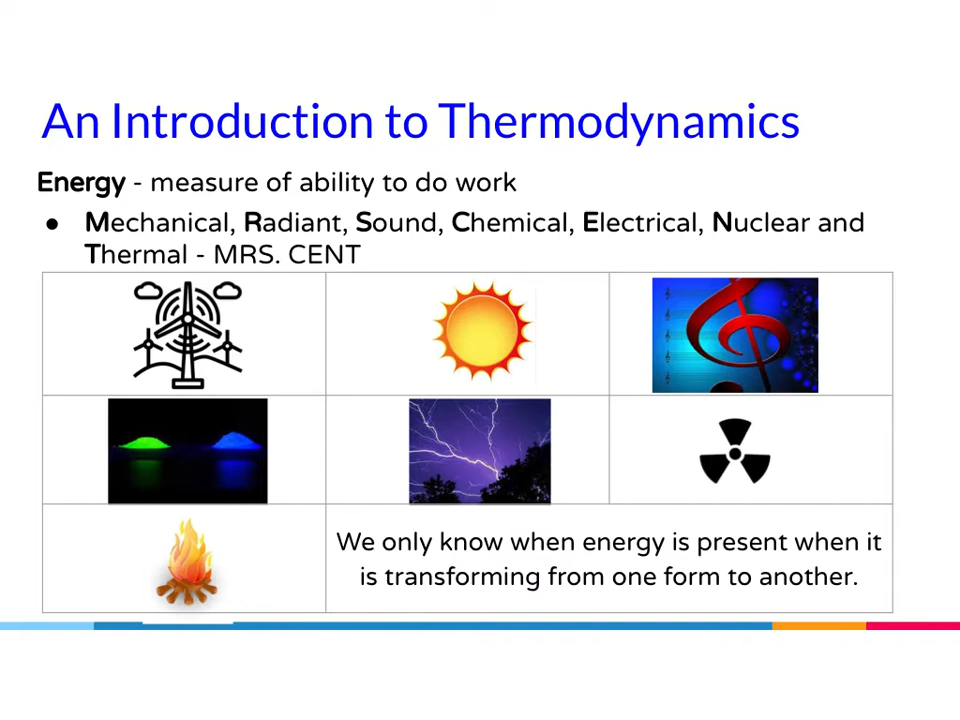 An Introduction to Thermodynamics
Energy - measure of ability to do work
● Mechanical, Radiant, Sound, Chemical, Electrical, Nuclear and
Thermal - MRS. CENT
We only know when energy is present when it
is transforming from one form to another.